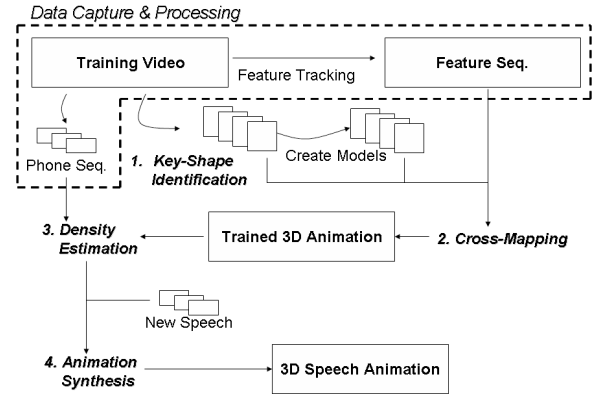 Data Capture & Processing
Training Video
Feature Tracking
Feature Seq.
Phone Seq.
1. Key-Shape
Identification
Create Models
3. Density
Estimation
Trained 3D Animation
2. Cross-Mapping
New Speech
4. Animation
Synthesis
3D Speech Animation